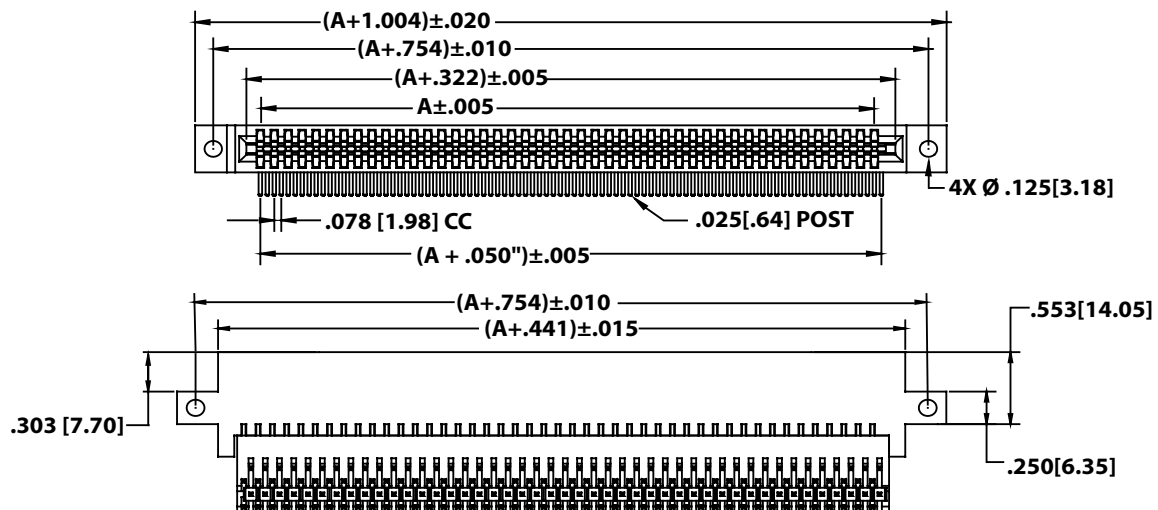 (A+1.004)±.020
(A+.754)±.010
(A+.322)±.005
A±.005
4X Ø .125[3.18]
.078 [1.98] CC
.025[.64] POST
(A + .050")±.005
(A+.754)±.010
.553[14.05]
(A+.441)±.015
.303 [7.70]
.250[6.35]